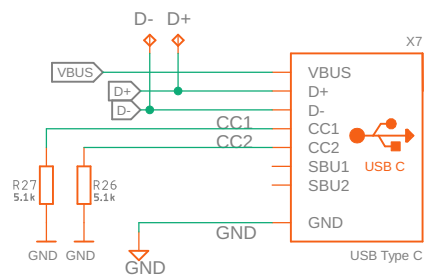 D- D+
X7
VBUS
VBUS
D+
D+
D-
D-
CC1
CC1
CC2
CC2
USB C
SBU1
R27
5.1k
R26
5.1k
SBU2
GND
GND
GND
GND
GND
USB Type C